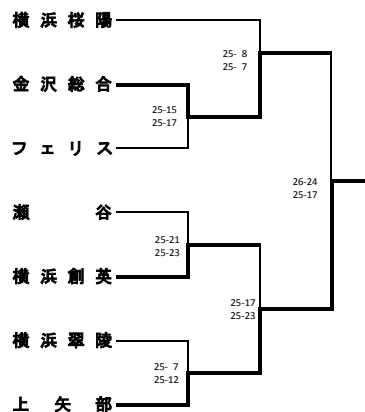 横浜桜陽
25- 8
25- 7
金沢総合
25-15
25-17
フェリス
26-24
25-17
瀬谷
25-21
25-23
横浜創英
25-17
25-23
横浜翠陵
25- 7
25-12
上矢部